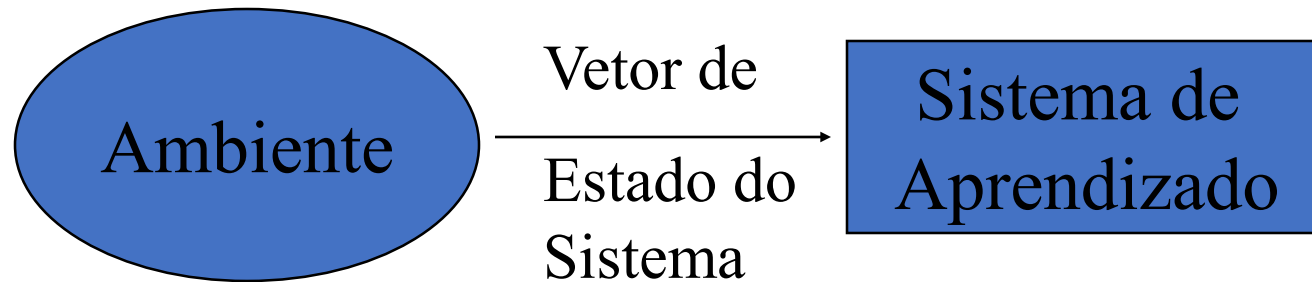 Ambiente
Vetor de
Estado do
Sistema
Sistema de
Aprendizado